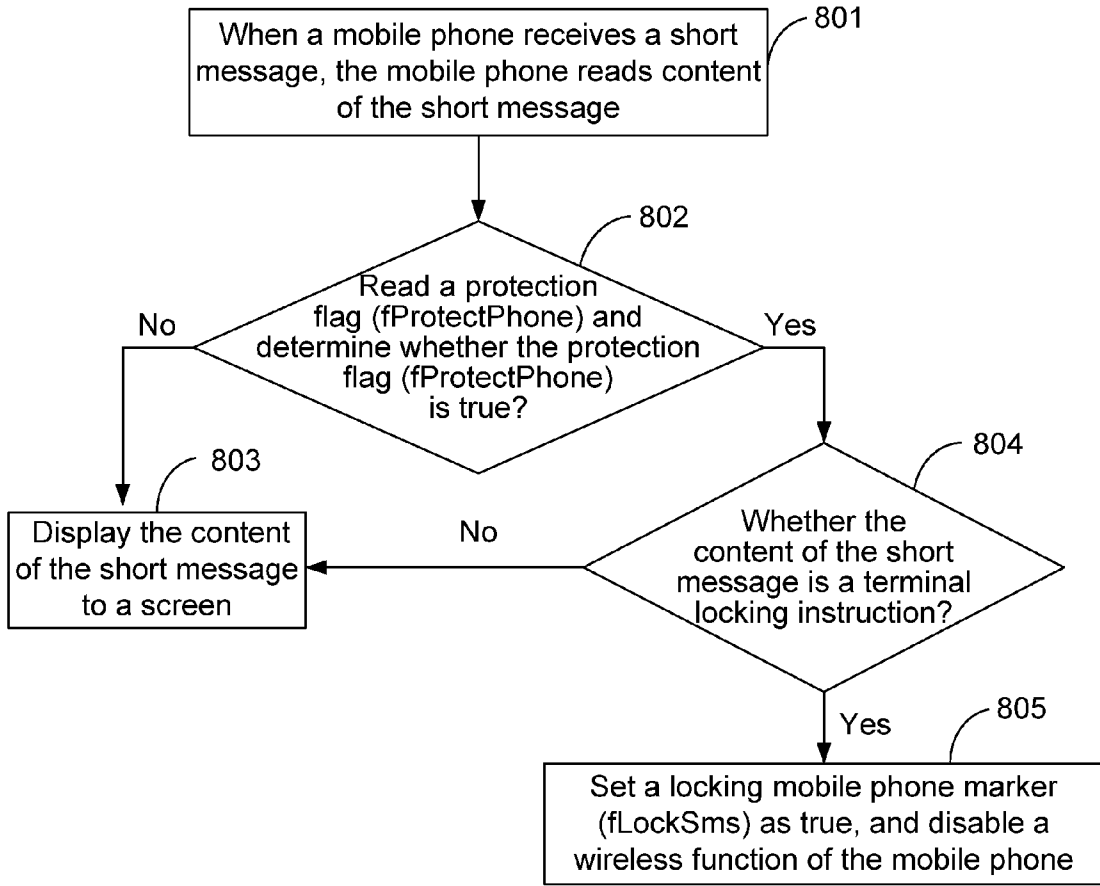 When a mobile phone receives a short
message, the mobile phone reads content
of the short message
801
802
Read a protection
flag (fProtectPhone) and
determine whether the protection
flag (fProtectPhone)
is true?
No
Yes
803
Display the content
of the short message
to a screen
804
Whether the
content of the short
message is a terminal
locking instruction?
No
Yes
805
Set a locking mobile phone marker
(fLockSms) as true, and disable a
wireless function of the mobile phone